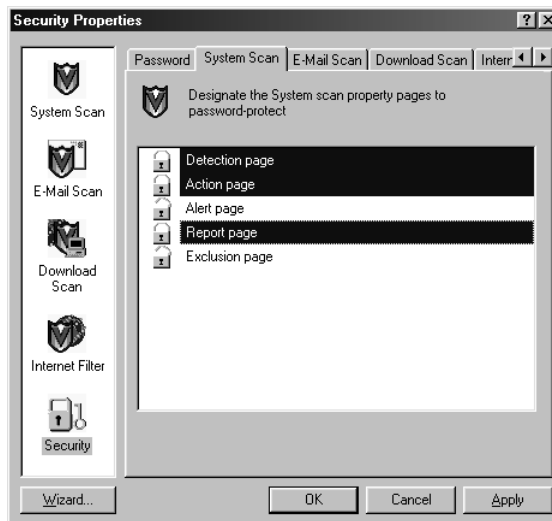 Security Properties
Password
System Scan
E-Mail Scan
Download Scan
System Scan
E-Mail Scan
Download
Scan
Internet Filter
Security
Designate the System scan property pages to
password-protect
Detection page
Action page
Alert page
Report page
Exclusion page
Wizard...
OK
Cancel
Apply